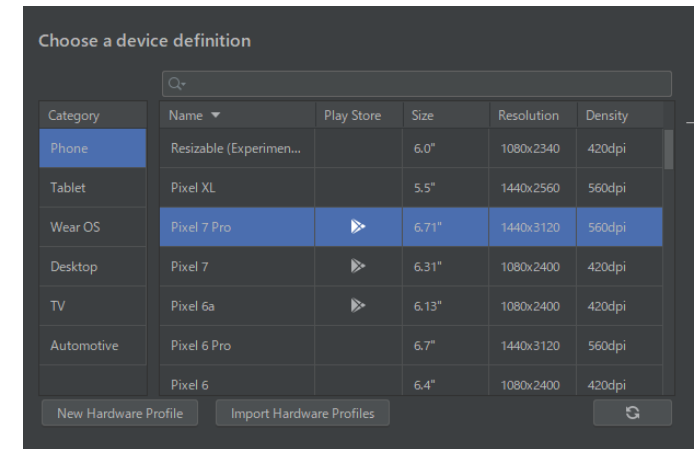 Choose a device definition
Category Name Play Store Size Resolution Density
Phone Resizable (Experimen... 6.0" 1080x2340 420dpi
Tablet Pixel XL 5.5" 1440x2560 560dpi
Wear OS Pixel 7 Pro 6.71" 1440x3120 560dpi
Desktop Pixel 7 6.31" 1080x2400 420dpi
TV Pixel 6a 6.13" 1080x2400 420dpi
Automotive Pixel 6 Pro 6.7" 1440x3120 560dpi
Pixel 6 6.4" 1080x2400 420dpi
New Hardware Profile Import Hardware Profiles